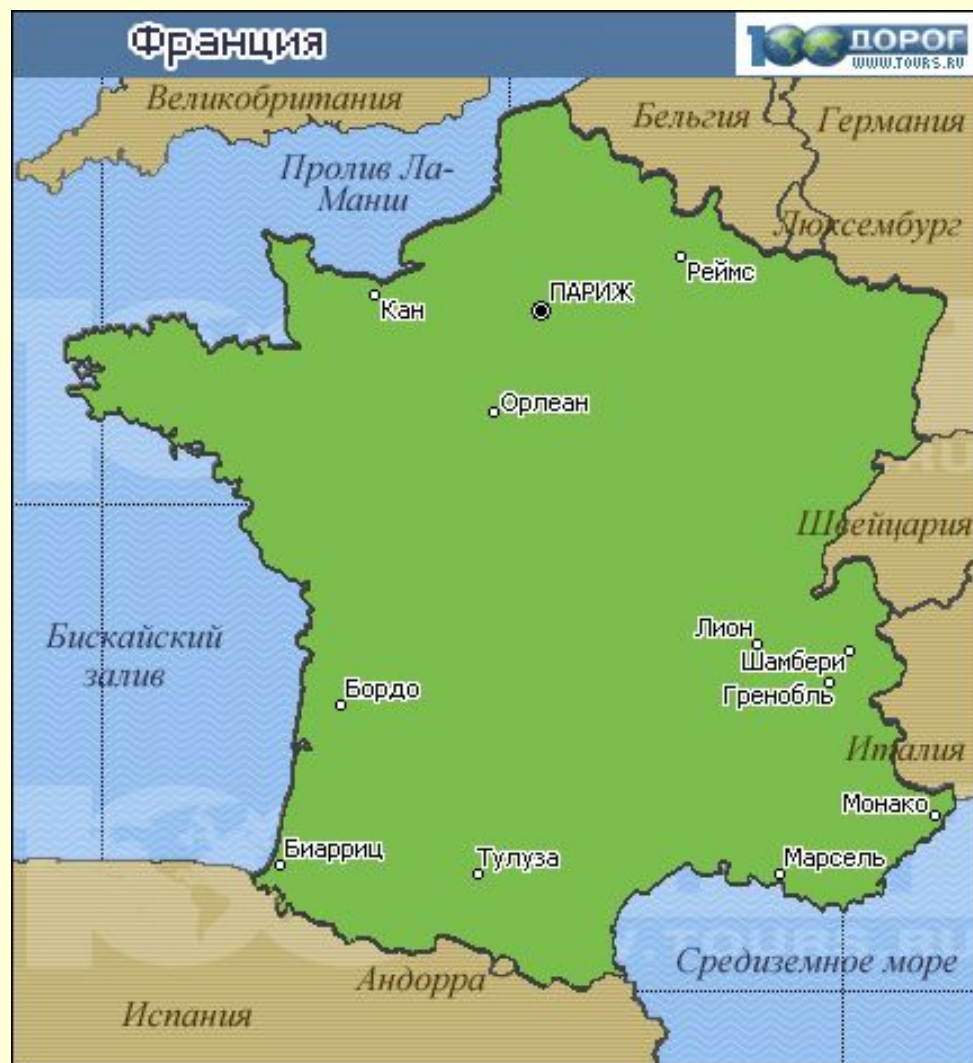 Франция
100 ДОРОГ
WWW.TOURS.RU
Великобритания
Бельгия
Германия
Пролив Ла-
Манш
Люксембург
Реймс
ПАРИЖ
Кан
Орлеан
Швейцария
Лион
Бискайский
залив
Шамбери
Бордо
Гренобль
Италия
Монако
Биарриц
Тулуза
Марсель
Средиземное море
Андорра
Испания